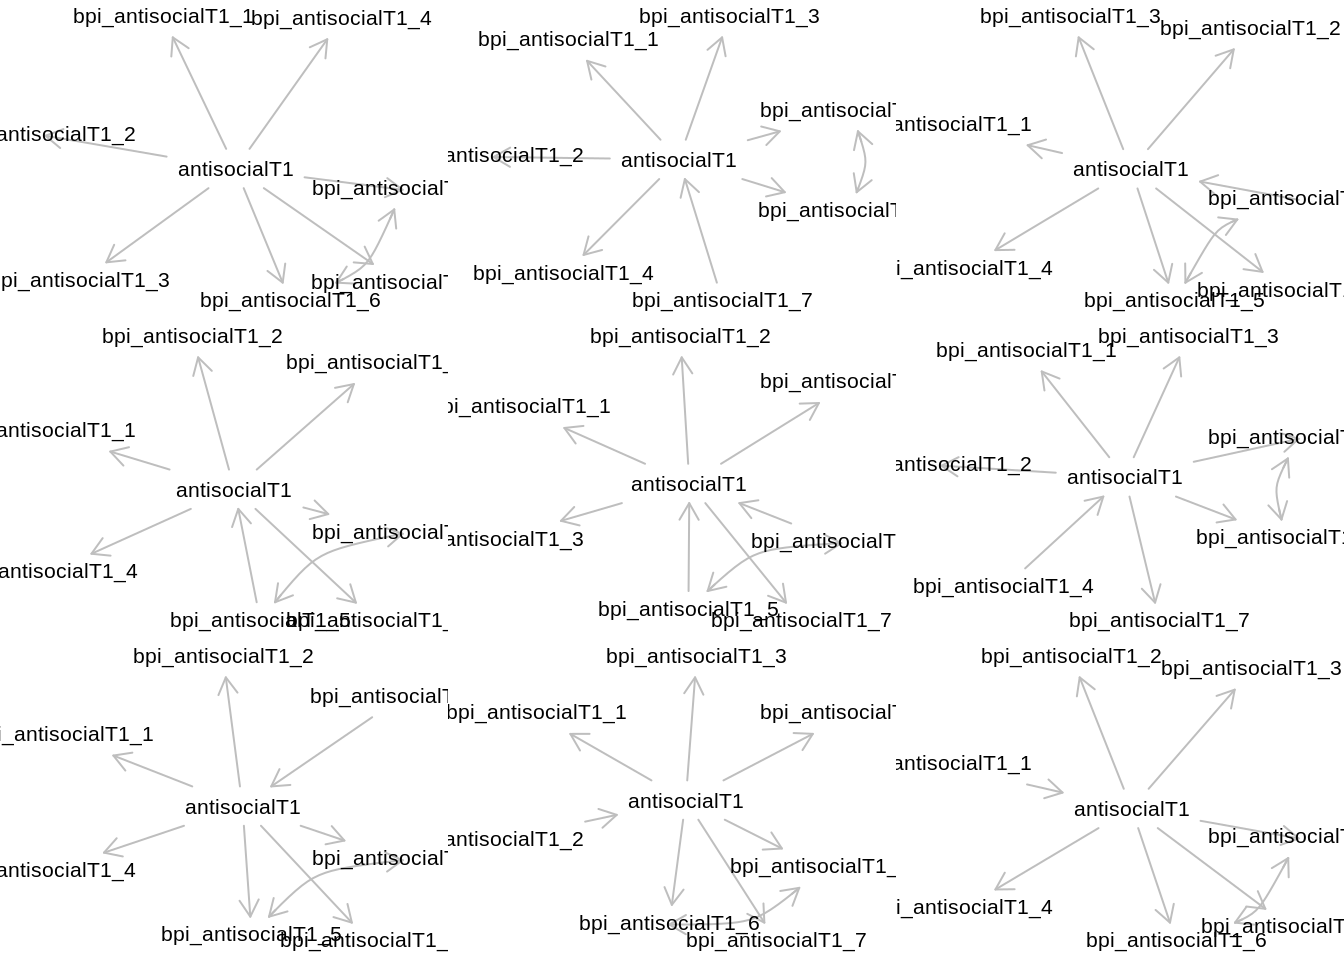 bpi_antisocialT1_1
bpi_antisocialT1_4
antisocialT1_2
antisocialT1
bpi_antisocialT
pi_antisocialT1_3
bpi_antisocialT
bpi_antisocialT1_6
bpi_antisocialT1_3
bpi_antisocialT1_1
bpi_antisocialT
antisocialT1_2
antisocialT1
bpi_antisocialT
bpi_antisocialT1_4
bpi_antisocialT1_7
bpi_antisocialT1_3
bpi_antisocialT1_2
antisocialT1_1
antisocialT1
bpi_antisocialT
i_antisocialT1_4
bpi_antisocialT1
bpi_antisocialT1_5
bpi_antisocialT1_2
bpi_antisocialT1_
antisocialT1_1
antisocialT1
bpi_antisocialT
antisocialT1_4
bpi_antisocialT1_5
bpi_antisocialT1_
bpi_antisocialT1_2
bpi_antisocialT
pi_antisocialT1_1
antisocialT1
antisocialT1_3
bpi_antisocialT
bpi_antisocialT1_5
bpi_antisocialT1_7
bpi_antisocialT1_3
bpi_antisocialT1_1
bpi_antisocialT
antisocialT1_2
antisocialT1
bpi_antisocialT1
bpi_antisocialT1_4
bpi_antisocialT1_7
bpi_antisocialT1_2
bpi_antisocialT
i_antisocialT1_1
antisocialT1
bpi_antisocialT
antisocialT1_4
bpi_antisocialT1_5
bpi_antisocialT1_
bpi_antisocialT1_3
bpi_antisocialT1_1
bpi_antisocialT
antisocialT1
antisocialT1_2
bpi_antisocialT1_
bpi_antisocialT1_6
bpi_antisocialT1_7
bpi_antisocialT1_2
bpi_antisocialT1_3
antisocialT1_1
antisocialT1
bpi_antisocialT
i_antisocialT1_4
bpi_antisocialT
bpi_antisocialT1_6